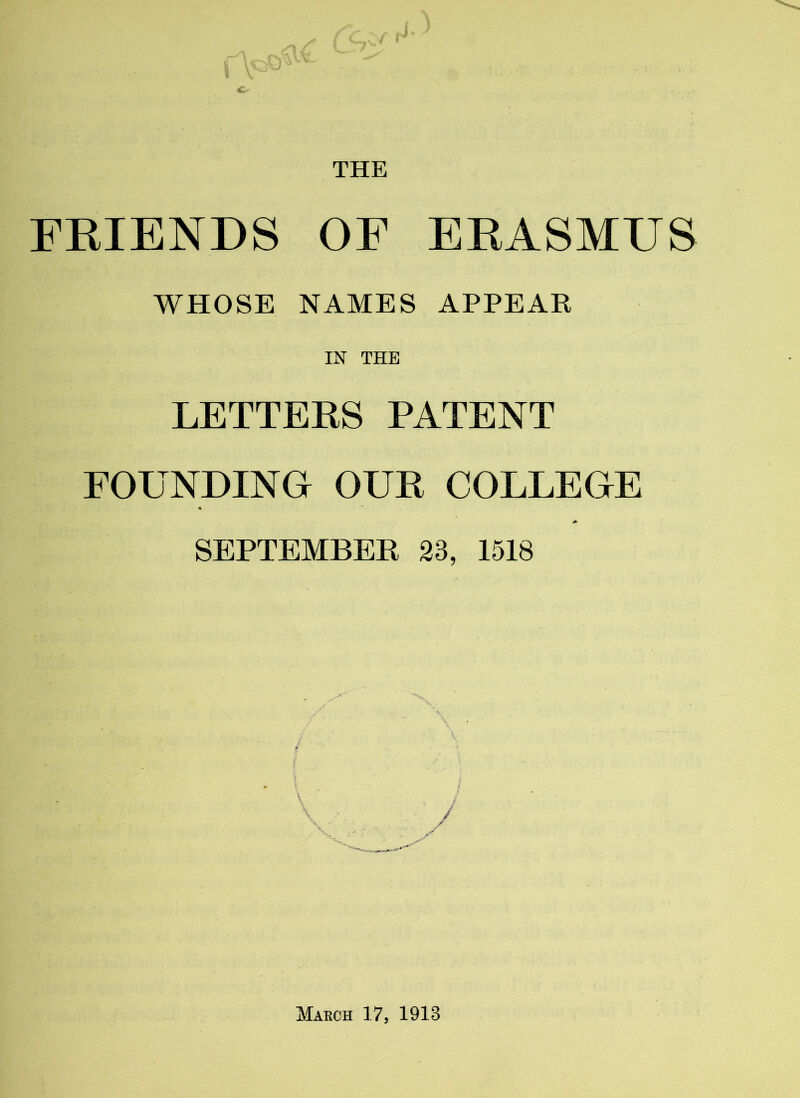 THE
FRIENDS OF ERASMUS
WHOSE NAMES APPEAR
IN THE
LETTERS PATENT
FOUNDING OUR COLLEGE
SEPTEMBER 23, 1518
MARCH 17, 1913